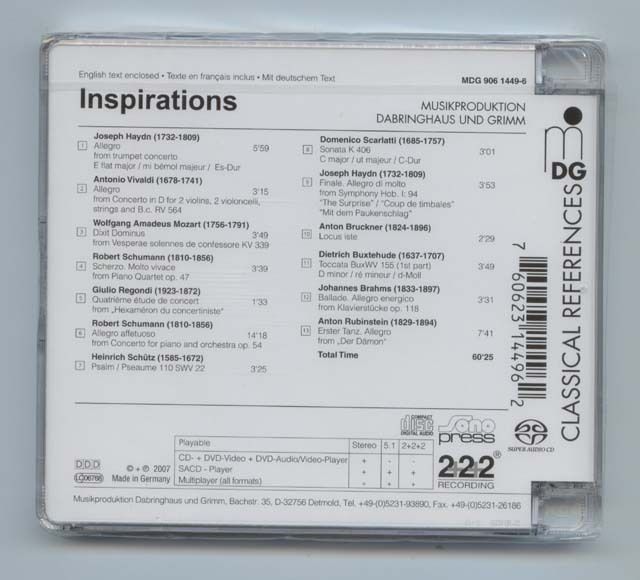 English text enclosed • Texte en français inclus • Mit deutschem Text
MDG 906 1449-6
Inspirations
MUSIKPRODUKTION
DABRINGHAUS UND GRIMM
Joseph Haydn (1732-1809)
1 Allegro 5'59
from trumpet concerto
E flat major / mi bémol majeur / Es-Dur
Antonio Vivaldi (1678-1741)
2 Allegro 3'15
from Concerto in D for 2 violins, 2 violoncelli,
strings and B.c. RV 564
Wolfgang Amadeus Mozart (1756-1791)
3 Dixit Dominus 3'49
from Vesperae solennes de confessore KV 339
Robert Schumann (1810-1856)
4 Scherzo. Molto vivace 3'39
from Piano Quartet op. 47
Giulio Regondi (1923-1872)
5 Quatrième étude de concert 1'33
from „Hexaméron du concertiniste"
Robert Schumann (1810-1856)
6 Allegro affetuoso 14'18
from Concerto for piano and orchestra op. 54
Heinrich Schütz (1585-1672)
7 Psalm / Pseaume 110 SWV 22 3'25
Domenico Scarlatti (1685-1757)
8 Sonata K 406 3'01
C major / ut majeur / C-Dur
Joseph Haydn (1732-1809)
9 Finale. Allegro di molto 3'53
from Symphony Hob. I: 94
"The Surprise" / "Coup de timbales"
"Mit dem Paukenschlag"
Anton Bruckner (1824-1896)
10 Locus iste 2'29
Dietrich Buxtehude (1637-1707)
11 Toccata BuxWV 155 (1st part) 3'49
D minor / ré mineur / d-Moll
Johannes Brahms (1833-1897)
12 Ballade. Allegro energico 3'31
from Klavierstücke op. 118
Anton Rubinstein (1829-1894)
13 Erster Tanz. Allegro 7'41
from „Der Dämon"
Total Time 60'25
DG
CLASSICAL REFERENCES
7 60623 14496 2
COMPACT
disc
DIGITAL AUDIO
sono
press
SUPER AUDIO CD
2+2+2®
RECORDING
Playable Stereo 5.1 2+2+2
CD- + DVD-Video + DVD-Audio/Video-Player + - -
SACD - Player + + +
Multiplayer (all formats) + + +
DDD
LC06768
© + ℗ 2007
Made in Germany
Musikproduktion Dabringhaus und Grimm, Bachstr. 35, D-32756 Detmold, Tel. +49-(0)5231-93890, Fax. +49-(0)5231-26186